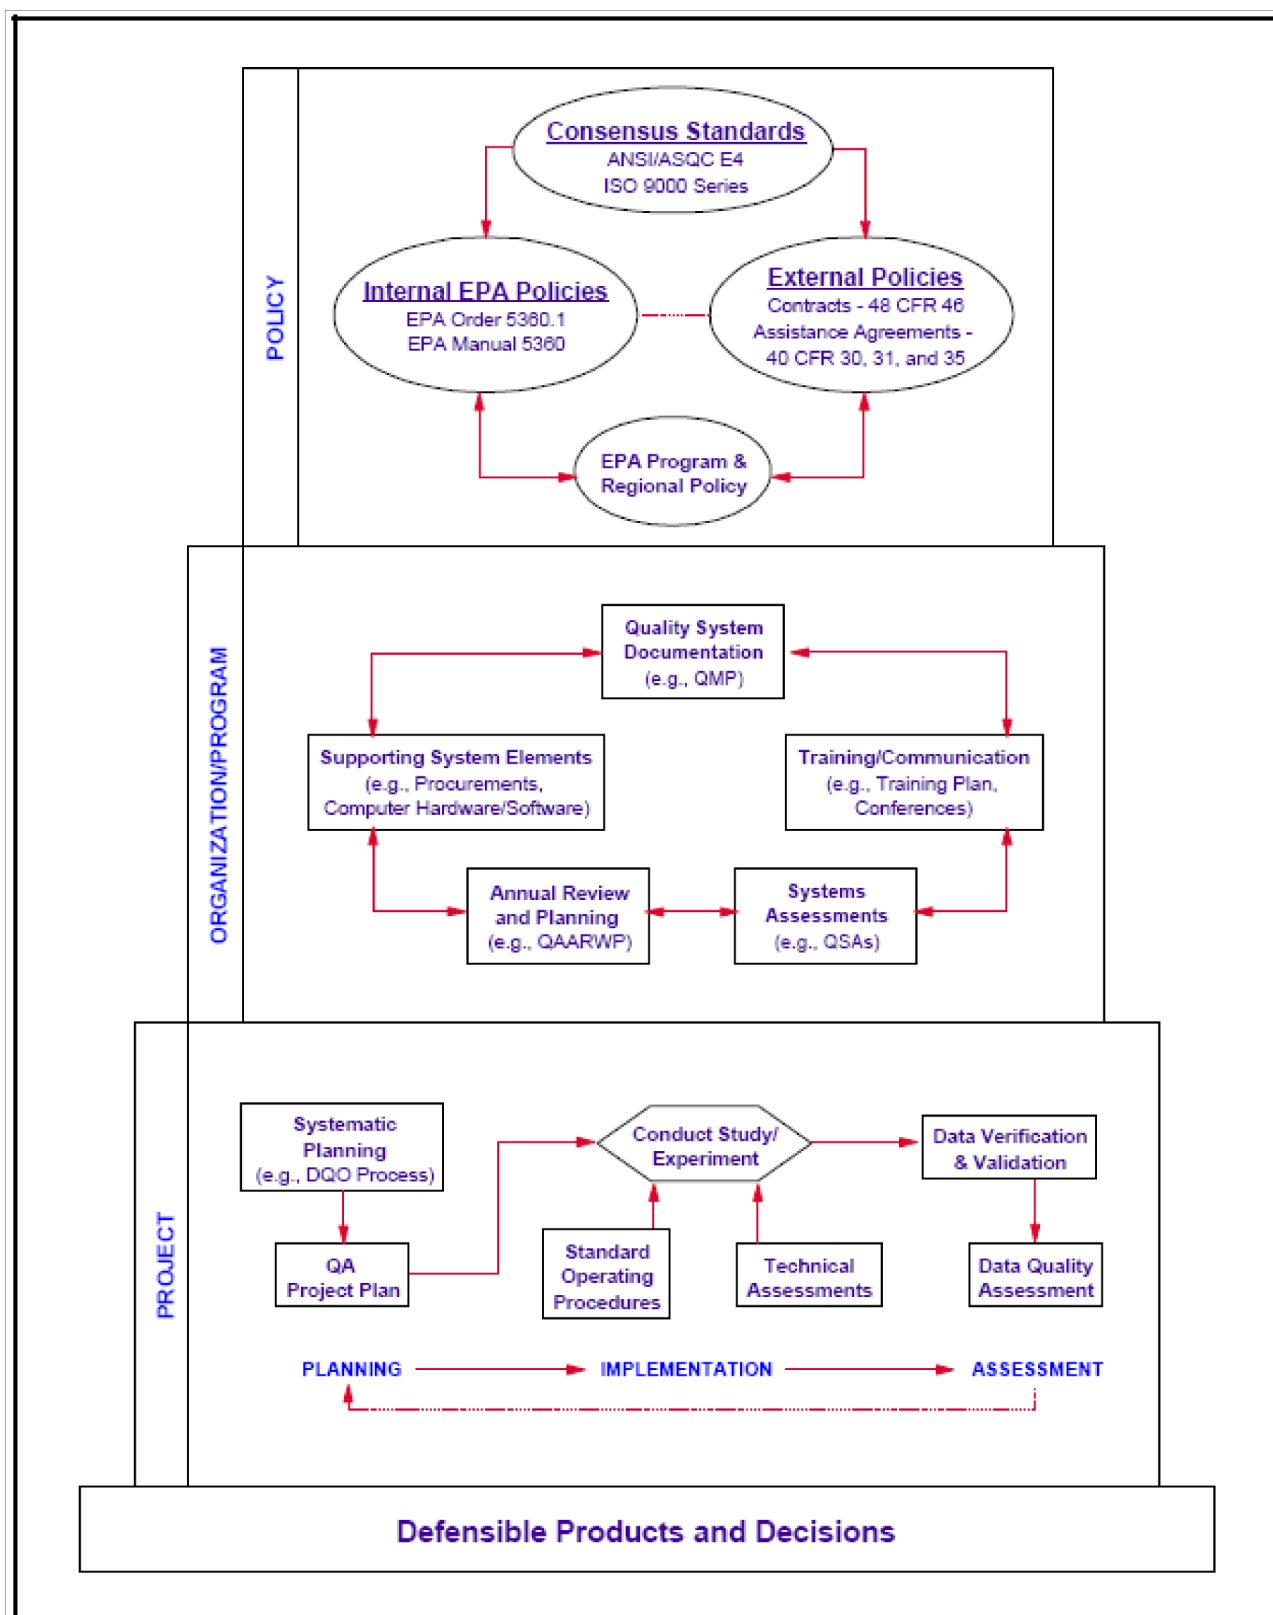 POLICY
Consensus Standards
ANSI/ASQC E4
ISO 9000 Series
Internal EPA Policies
EPA Order 5360.1
EPA Manual 5360
External Policies
Contracts - 48 CFR 46
Assistance Agreements -
40 CFR 30, 31, and 35
EPA Program &
Regional Policy
ORGANIZATION/PROGRAM
Quality System
Documentation
(e.g., QMP)
Supporting System Elements
(e.g., Procurements,
Computer Hardware/Software)
Training/Communication
(e.g., Training Plan,
Conferences)
Annual Review
and Planning
(e.g., QAARWP)
Systems
Assessments
(e.g., QSAs)
PROJECT
Systematic
Planning
(e.g., DQO Process)
Conduct Study/
Experiment
Data Verification
& Validation
QA
Project Plan
Standard
Operating
Procedures
Technical
Assessments
Data Quality
Assessment
PLANNING
IMPLEMENTATION
ASSESSMENT
Defensible Products and Decisions